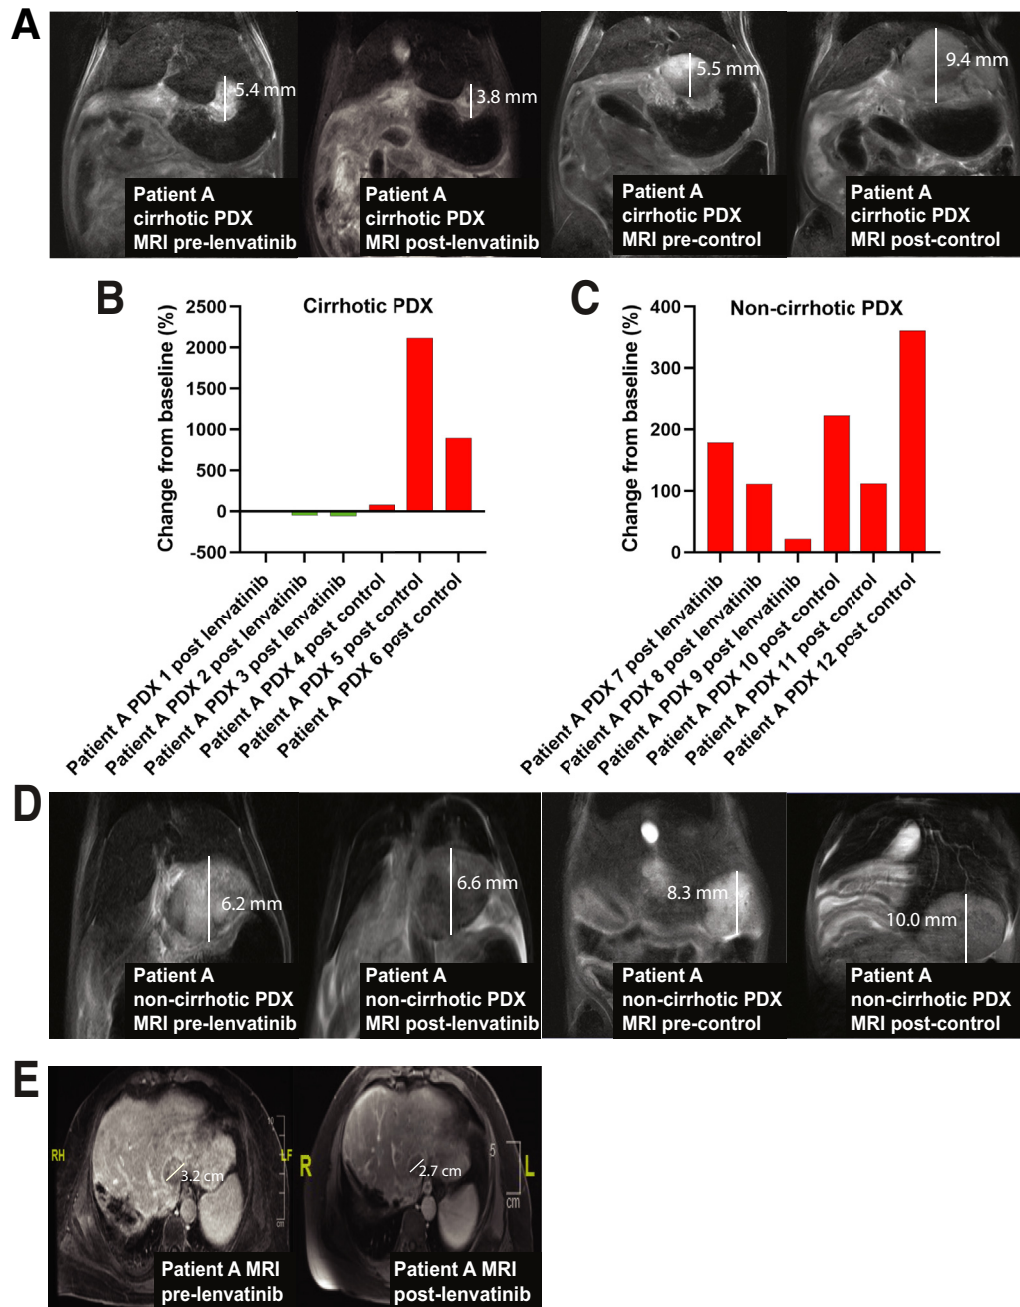 A
5.4 mm
Patient A
cirrhotic PDX
MRI pre-lenvatinib
3.8 mm
Patient A
cirrhotic PDX
MRI post-lenvatinib
5.5 mm
Patient A
cirrhotic PDX
MRI pre-control
9.4 mm
Patient A
cirrhotic PDX
MRI post-control
B
Cirrhotic PDX
Change from baseline (%)
2500
2000
1500
1000
500
0
-500
Patient A PDX 1 post lenvatinib
Patient A PDX 2 post lenvatinib
Patient A PDX 3 post lenvatinib
Patient A PDX 4 post control
Patient A PDX 5 post control
Patient A PDX 6 post control
C
Non-cirrhotic PDX
Change from baseline (%)
400
300
200
100
0
Patient A PDX 7 post lenvatinib
Patient A PDX 8 post lenvatinib
Patient A PDX 9 post lenvatinib
Patient A PDX 10 post control
Patient A PDX 11 post control
Patient A PDX 12 post control
D
6.2 mm
Patient A
non-cirrhotic PDX
MRI pre-lenvatinib
6.6 mm
Patient A
non-cirrhotic PDX
MRI post-lenvatinib
8.3 mm
Patient A
non-cirrhotic PDX
MRI pre-control
10.0 mm
Patient A
non-cirrhotic PDX
MRI post-control
E
RH
3.2 cm
LF
Patient A MRI
pre-lenvatinib
R
2.7 cm
5
cm
L
Patient A MRI
post-lenvatinib